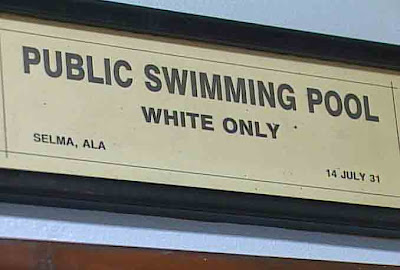 PUBLIC SWIMMING POOL
WHITE ONLY
SELMA, ALA
14 JULY 31